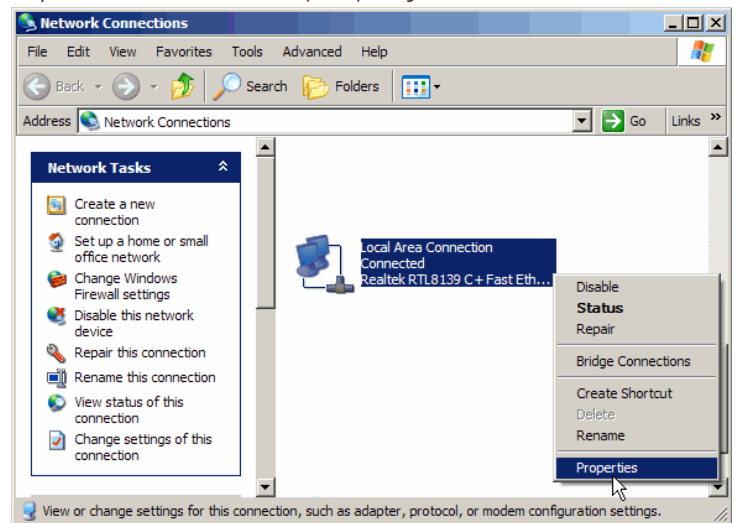 Network Connections
File Edit View Favorites Tools Advanced Help
Back Search Folders
Address Network Connections Go Links »
Network Tasks
Create a new
connection
Set up a home or small
office network
Change Windows
Firewall settings
Disable this network
device
Repair this connection
Rename this connection
View status of this
connection
Change settings of this
connection
Local Area Connection
Connected
Realtek RTL8139 C+ Fast Eth...
Disable
Status
Repair
Bridge Connections
Create Shortcut
Delete
Rename
Properties
View or change settings for this connection, such as adapter, protocol, or modem configuration settings.